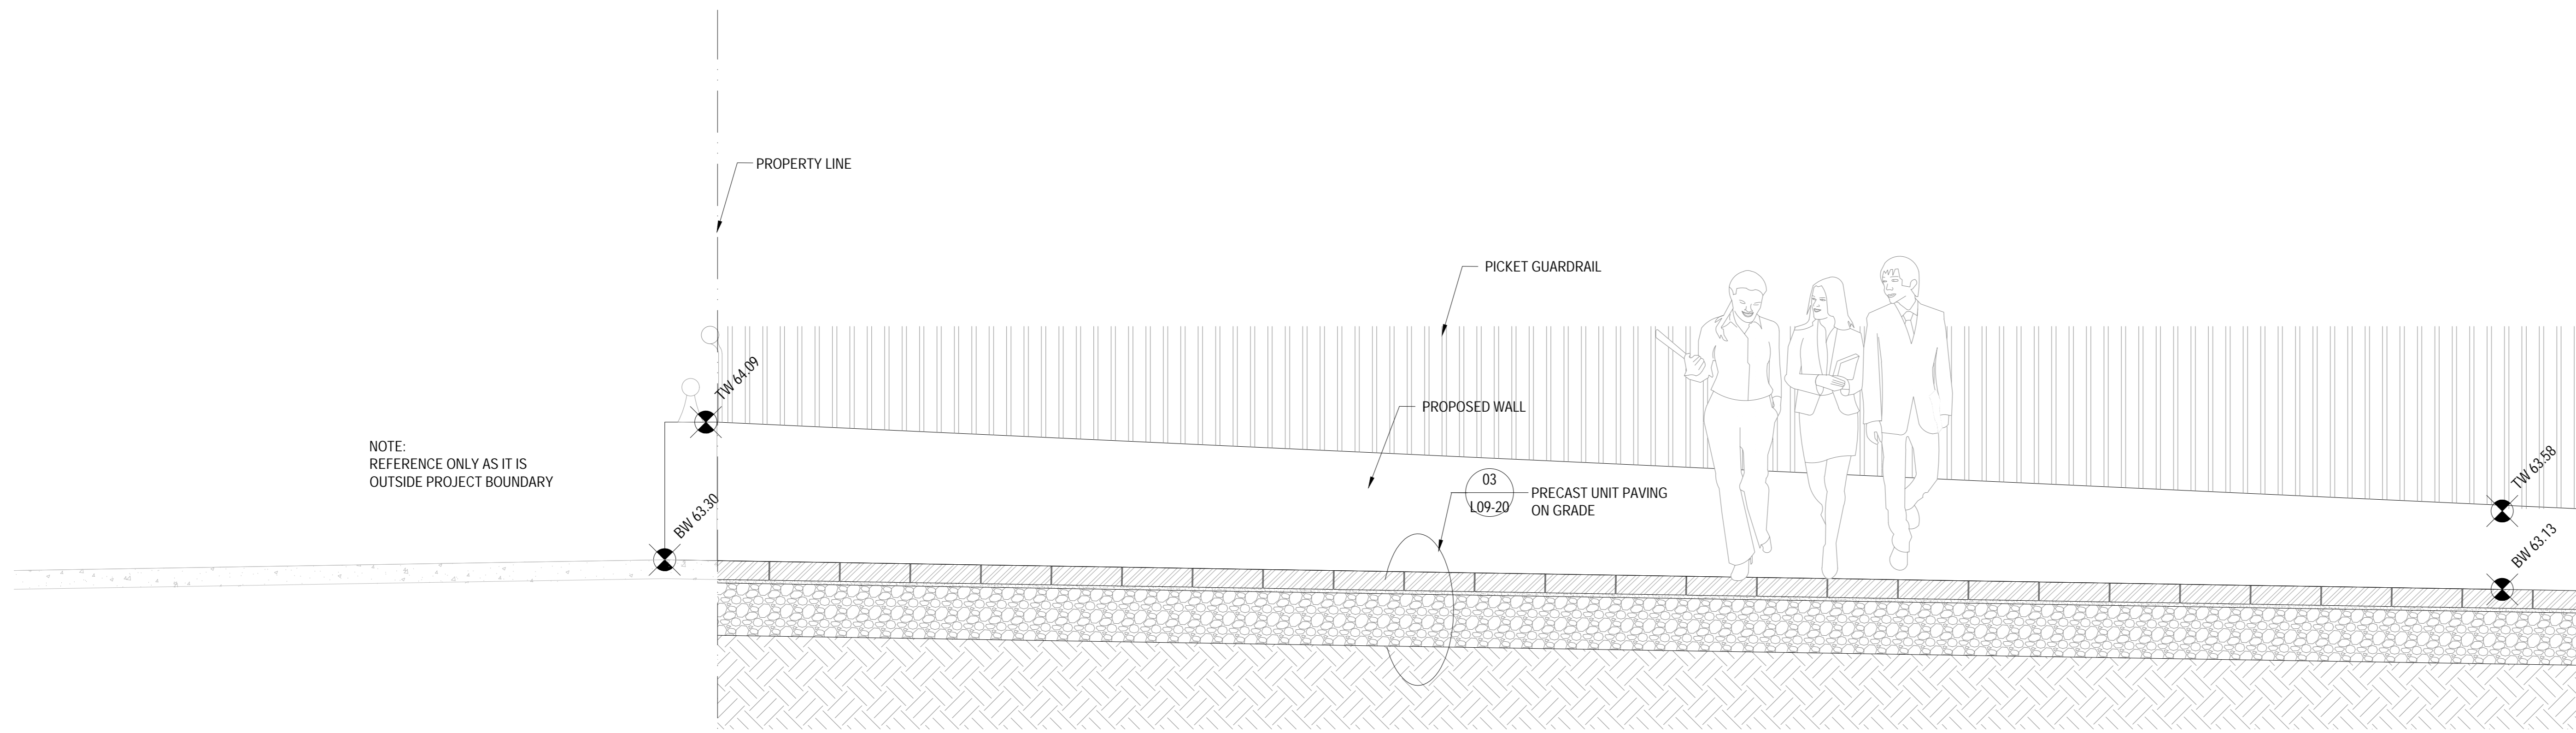 PROPERTY LINE
PICKET GUARDRAIL
TW 64.09
PROPOSED WALL
NOTE:
REFERENCE ONLY AS IT IS
OUTSIDE PROJECT BOUNDARY
BW 63.30
03
L09-20
PRECAST UNIT PAVING
ON GRADE
TW 63.58
BW 63.13